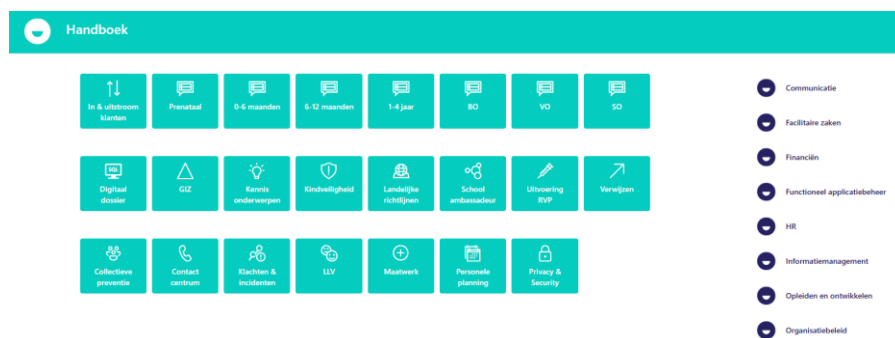 Handboek
In & uitstroom
klanten
Prenataal
0-6 maanden
6-12 maanden
1-4 jaar
BO
VO
SO
SQL
Digitaal
dossier
GIZ
Kennis
onderwerpen
Kindveiligheid
Landelijke
richtlijnen
School
ambassadeur
Uitvoering
RVP
Verwijzen
Collectieve
preventie
Contact
centrum
Klachten &
incidenten
LLV
Maatwerk
Personele
planning
Privacy &
Security
Communicatie
Facilitaire zaken
Financiën
Functioneel applicatiebeheer
HR
Informatiemanagement
Opleiden en ontwikkelen
Organisatiebeleid